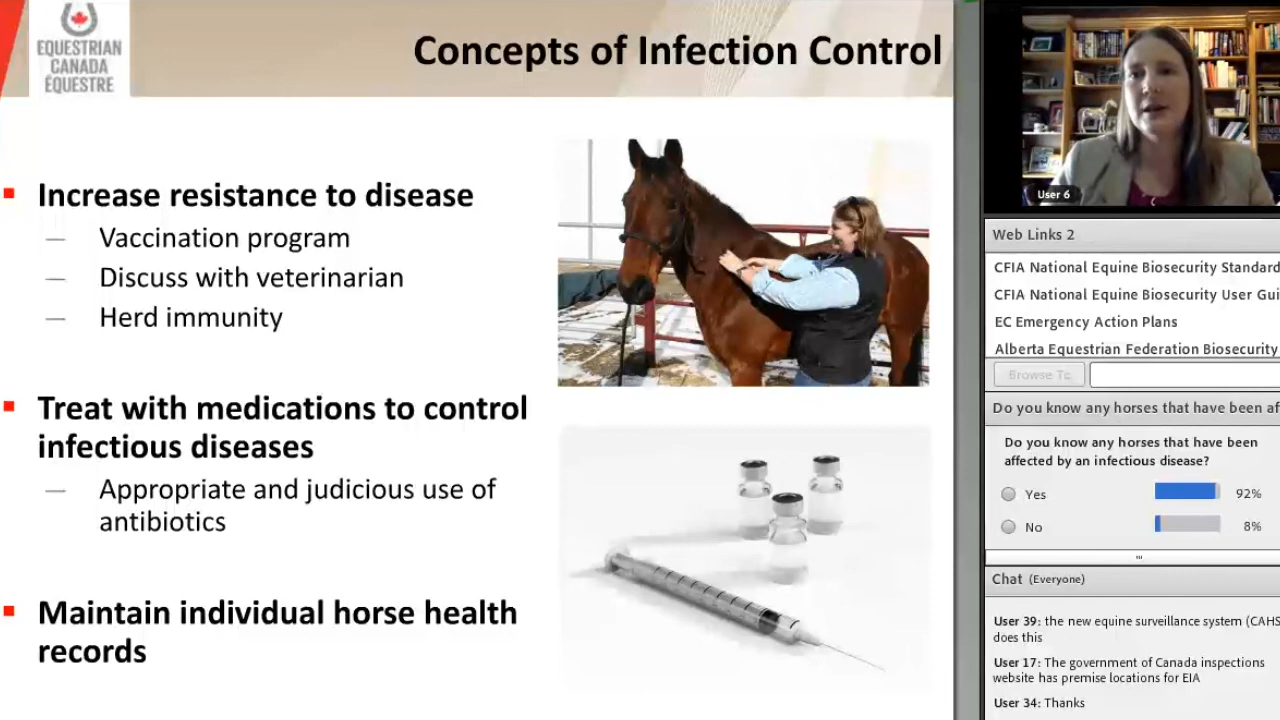 EQUESTRIAN
CANADA
ÉQUESTRE
Concepts of Infection Control
Increase resistance to disease
— Vaccination program
— Discuss with veterinarian
— Herd immunity
Treat with medications to control
infectious diseases
— Appropriate and judicious use of
antibiotics
Maintain individual horse health
records
User 6
Web Links 2
CFIA National Equine Biosecurity Standard
CFIA National Equine Biosecurity User Gui
EC Emergency Action Plans
Alberta Equestrian Federation Biosecurity
Browse To
Do you know any horses that have been af
Do you know any horses that have been
affected by an infectious disease?
Yes 92%
No 8%
Chat (Everyone)
User 39: the new equine surveillance system (CAHS
does this
User 17: The government of Canada inspections
website has premise locations for EIA
User 34: Thanks